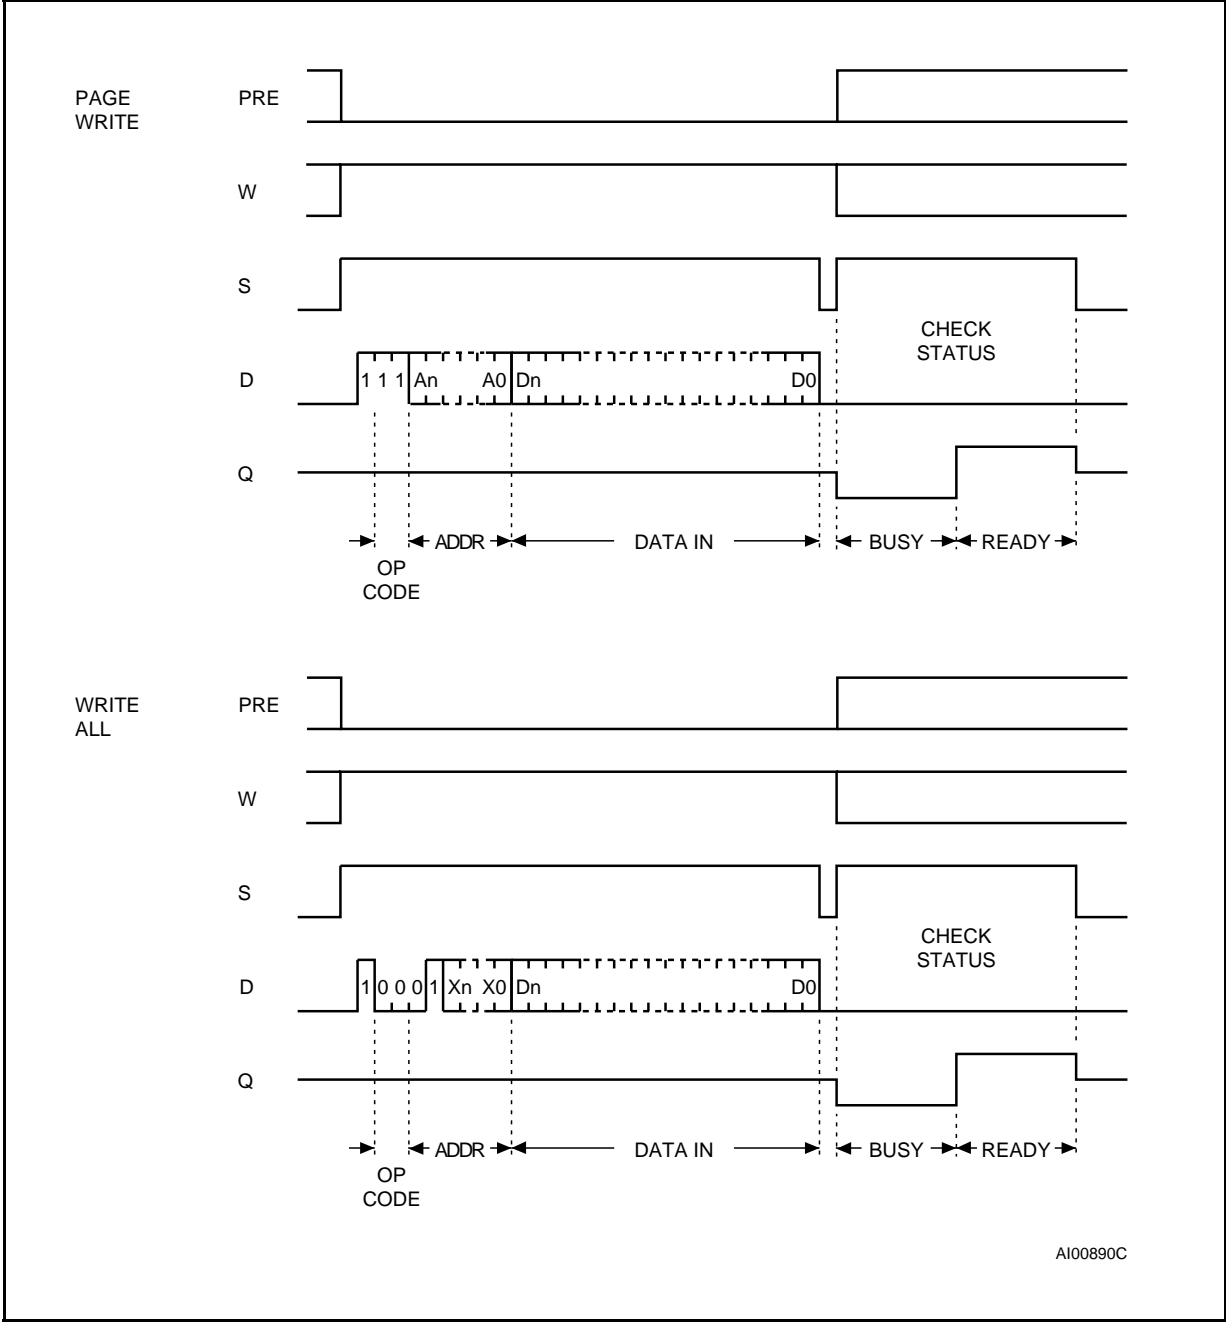 PAGE
WRITE
PRE
W
S
CHECK
STATUS
D
1 1 1 An A0 Dn D0
Q
ADDR DATA IN BUSY READY
OP
CODE
WRITE
ALL
PRE
W
S
CHECK
STATUS
D
1 0 0 0 1 Xn X0 Dn D0
Q
ADDR DATA IN BUSY READY
OP
CODE
AI00890C